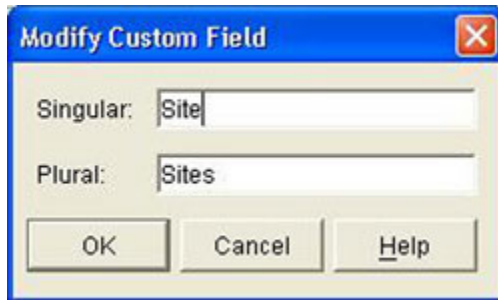 Modify Custom Field
Singular: Site
Plural: Sites
OK Cancel Help